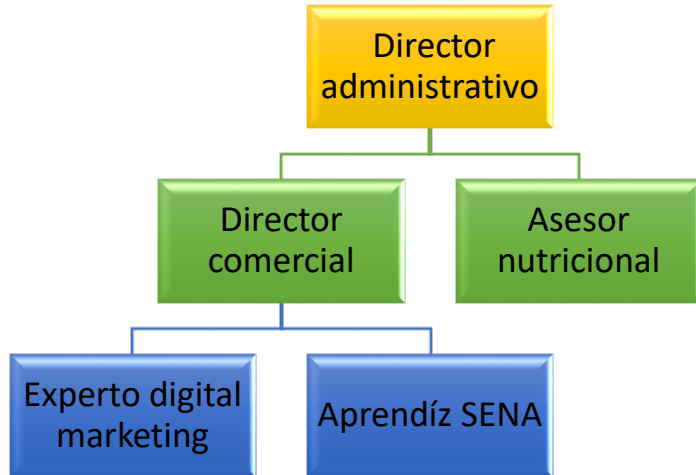 Director
administrativo
Director
comercial
Asesor
nutricional
Experto digital
marketing
Aprendíz SENA